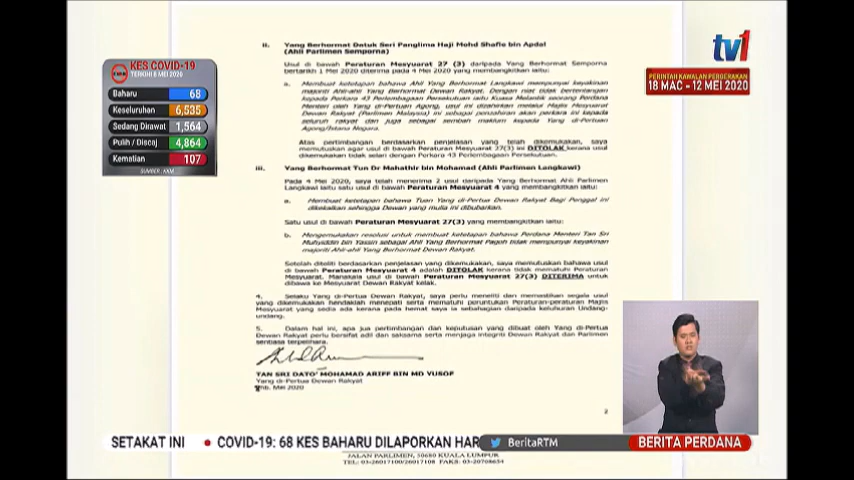 ii. Yang Berhormat Datuk Seri Panglima Haji Mohd Shafie bin Apdal
(Ahli Parlimen Semporna)
Usul di bawah Peraturan Mesyuarat 27 (3) daripada Yang Berhormat Semporna
bertarikh 1 Mei 2020 diterima pada 4 Mei 2020 yang membangkitkan iaitu:
a. Membuat ketetapan bahawa Ahli Yang Berhormat Pagoh mempunyai keyakinan
majoriti Ahli-ahli Yang Berhormat Dewan Rakyat. Dengan niat tidak bertentangan
kepada Perkara 43 Perlembagaan Persekutuan iaitu Kuasa Melantik seorang Perdana
Menteri oleh Yang di-Pertuan Agong, usul ini dizahirkan melalui Majlis Mesyuarat
Dewan Rakyat (Parlimen Malaysia) ini sebagai penzahiran akan perkara ini kepada
seluruh rakyat dan juga sebagai sembah maklum kepada Yang di-Pertuan
Agong/Istana Negara.
Atas pertimbangan berdasarkan penjelasan yang telah dikemukakan, saya
memutuskan agar usul di bawah Peraturan Mesyuarat 27(3) ini DITOLAK kerana usul
dikemukakan tidak selari dengan Perkara 43 Perlembagaan Persekutuan.
iii. Yang Berhormat Tun Dr Mahathir bin Mohamad (Ahli Parlimen Langkawi)
Pada 4 Mei 2020, saya telah menerima 2 usul daripada Yang Berhormat Ahli Parlimen
Langkawi iaitu satu usul di bawah Peraturan Mesyuarat 4 yang membangkitkan iaitu:
a. Membuat ketetapan bahawa Tuan Yang di-Pertua Dewan Rakyat Bagi Penggal ini
dikekalkan sehingga Dewan yang mulia ini dibubarkan.
Satu usul di bawah Peraturan Mesyuarat 27(3) yang membangkitkan iaitu:
b. Mengemukakan resolusi untuk membuat ketetapan bahawa Perdana Menteri Tan Sri
Muhyiddin bin Yassin sebagai Ahli Yang Berhormat Pagoh tidak mempunyai keyakinan
majoriti Ahli-ahli Yang Berhormat Dewan Rakyat.
Setelah diteliti berdasarkan penjelasan yang dikemukakan, saya memutuskan bahawa usul
di bawah Peraturan Mesyuarat 4 adalah DITOLAK kerana tidak mematuhi Peraturan
Mesyuarat. Manakala usul di bawah Peraturan Mesyuarat 27(3) DITERIMA untuk
dibawa ke Mesyuarat Dewan Rakyat kelak.
4. Selaku Yang di-Pertua Dewan Rakyat, saya perlu meneliti dan memastikan segala usul
yang dikemukakan hendaklah menepati serta mematuhi peruntukan Peraturan-peraturan Majlis
Mesyuarat yang sedia ada kerana pada hemat saya ia sebahagian daripada keluhuran Undang-
undang.
5. Dalam hal ini, apa jua pertimbangan dan keputusan yang dibuat oleh Yang di-Pertua
Dewan Rakyat perlu bersifat adil dan saksama serta menjaga integriti Dewan Rakyat dan Parlimen
sentiasa terpelihara.
TAN SRI DATO' MOHAMAD ARIFF BIN MD YUSOF
Yang di-Pertua Dewan Rakyat
Mei 2020
2
JALAN PARLIMEN, 50680 KUALA LUMPUR
TEL: 03-26017100/26017108 FAKS: 03-20708654
KES COVID-19
TERKINI 6 MEI 2020
Baharu 68
Keseluruhan 6,535
Sedang Dirawat 1,564
Pulih / Discaj 4,864
Kematian 107
SUMBER : KKM
tv1
PERINTAH KAWALAN PERGERAKAN
18 MAC - 12 MEI 2020
SETAKAT INI • COVID-19: 68 KES BAHARU DILAPORKAN HAR
BeritaRTM
BERITA PERDANA